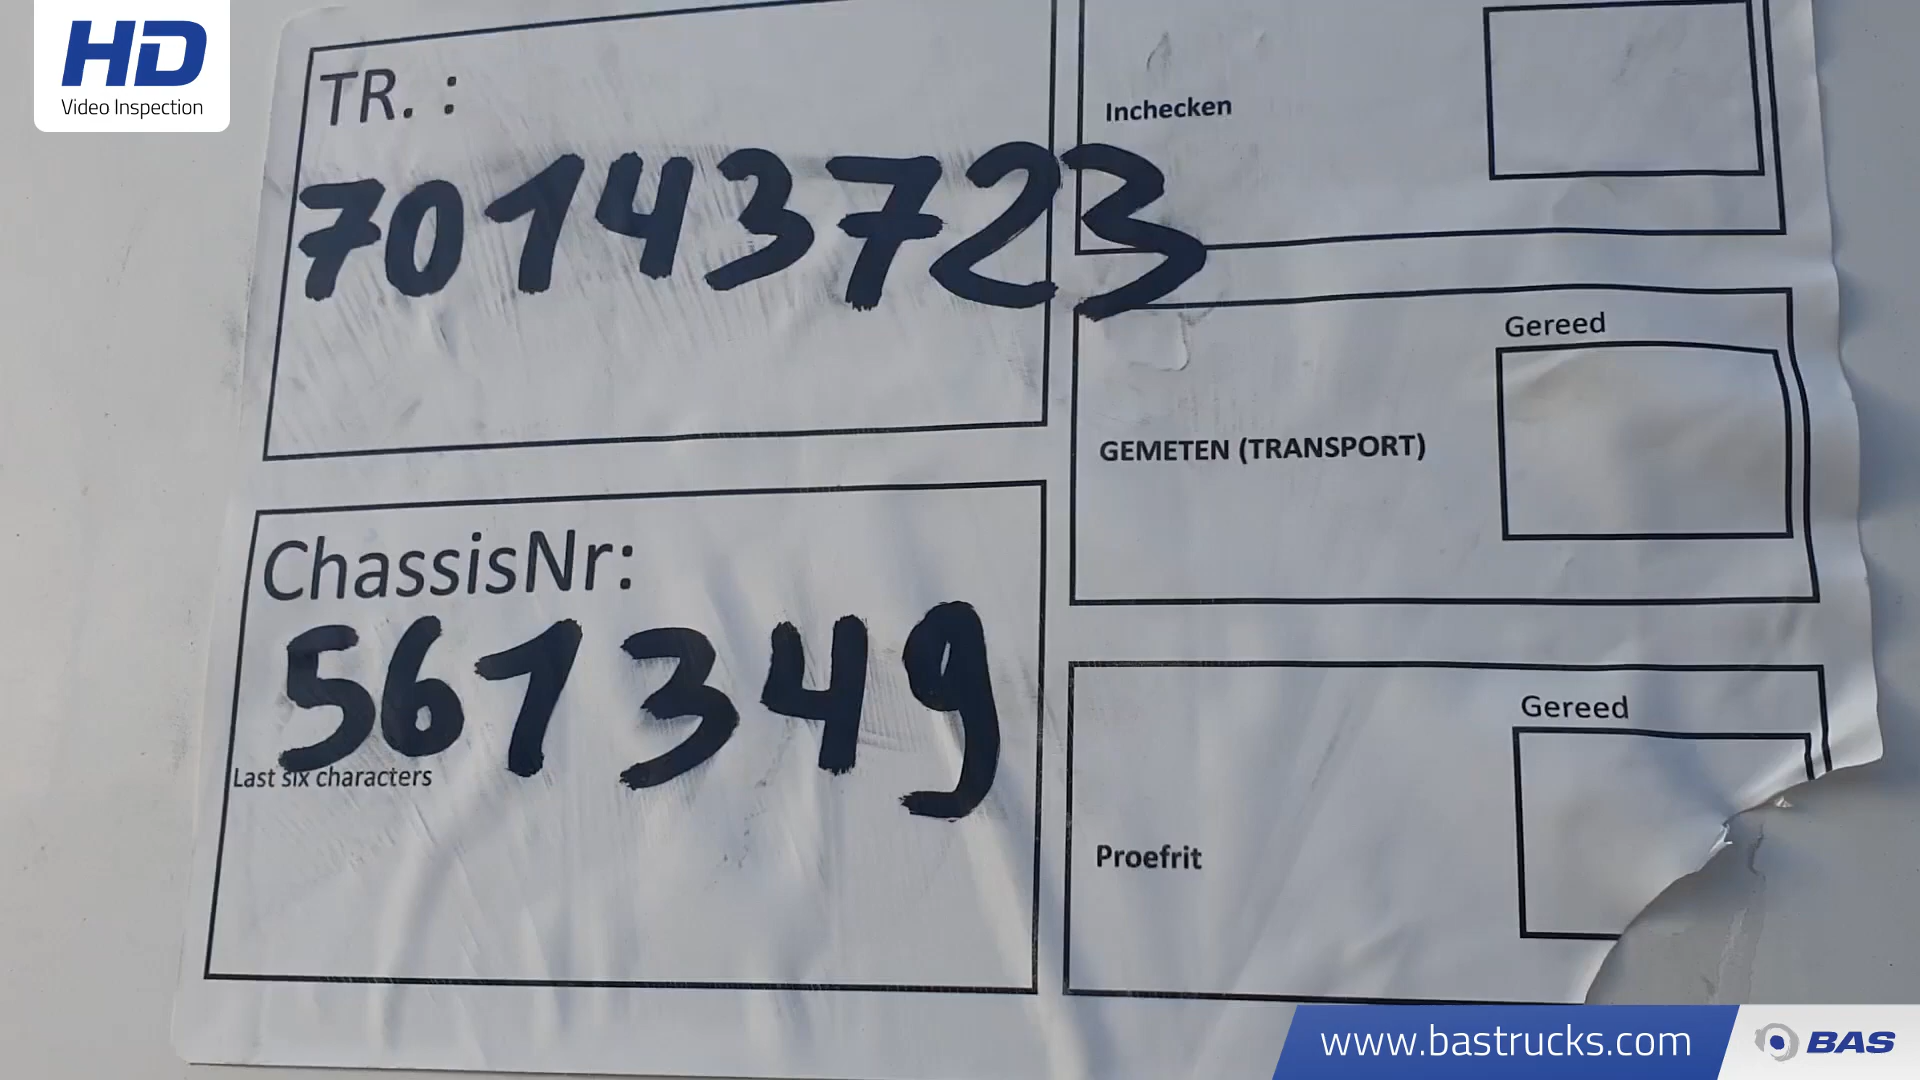 HD
Video Inspection
TR. :
70143723
ChassisNr:
561349
Last six characters
Inchecken
Gereed
GEMETEN (TRANSPORT)
Gereed
Proefrit
www.bastrucks.com
BAS